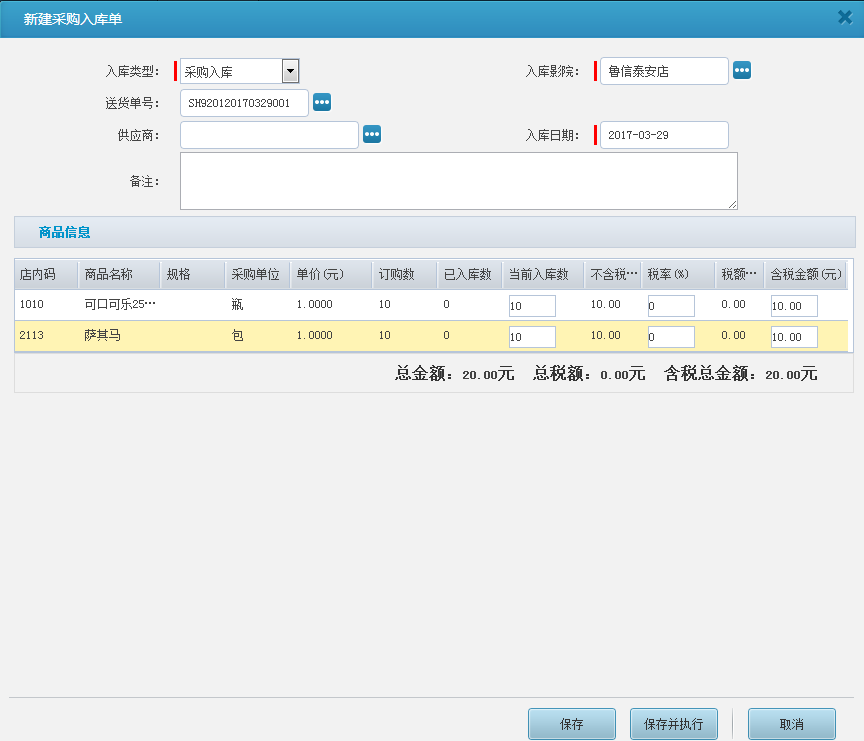 新建采购入库单
入库类型： 采购入库 入库影院： 鲁信泰安店
送货单号： SH920120170329001
供应商： 入库日期： 2017-03-29
备注：
商品信息
店内码 商品名称 规格 采购单位 单价(元) 订购数 已入库数 当前入库数 不含税… 税率(%) 税额… 含税金额(元)
1010 可口可乐25… 瓶 1.0000 10 0 10 10.00 0 0.00 10.00
2113 萨其马 包 1.0000 10 0 10 10.00 0 0.00 10.00
总金额：20.00元 总税额：0.00元 含税总金额：20.00元
保存 保存并执行 取消